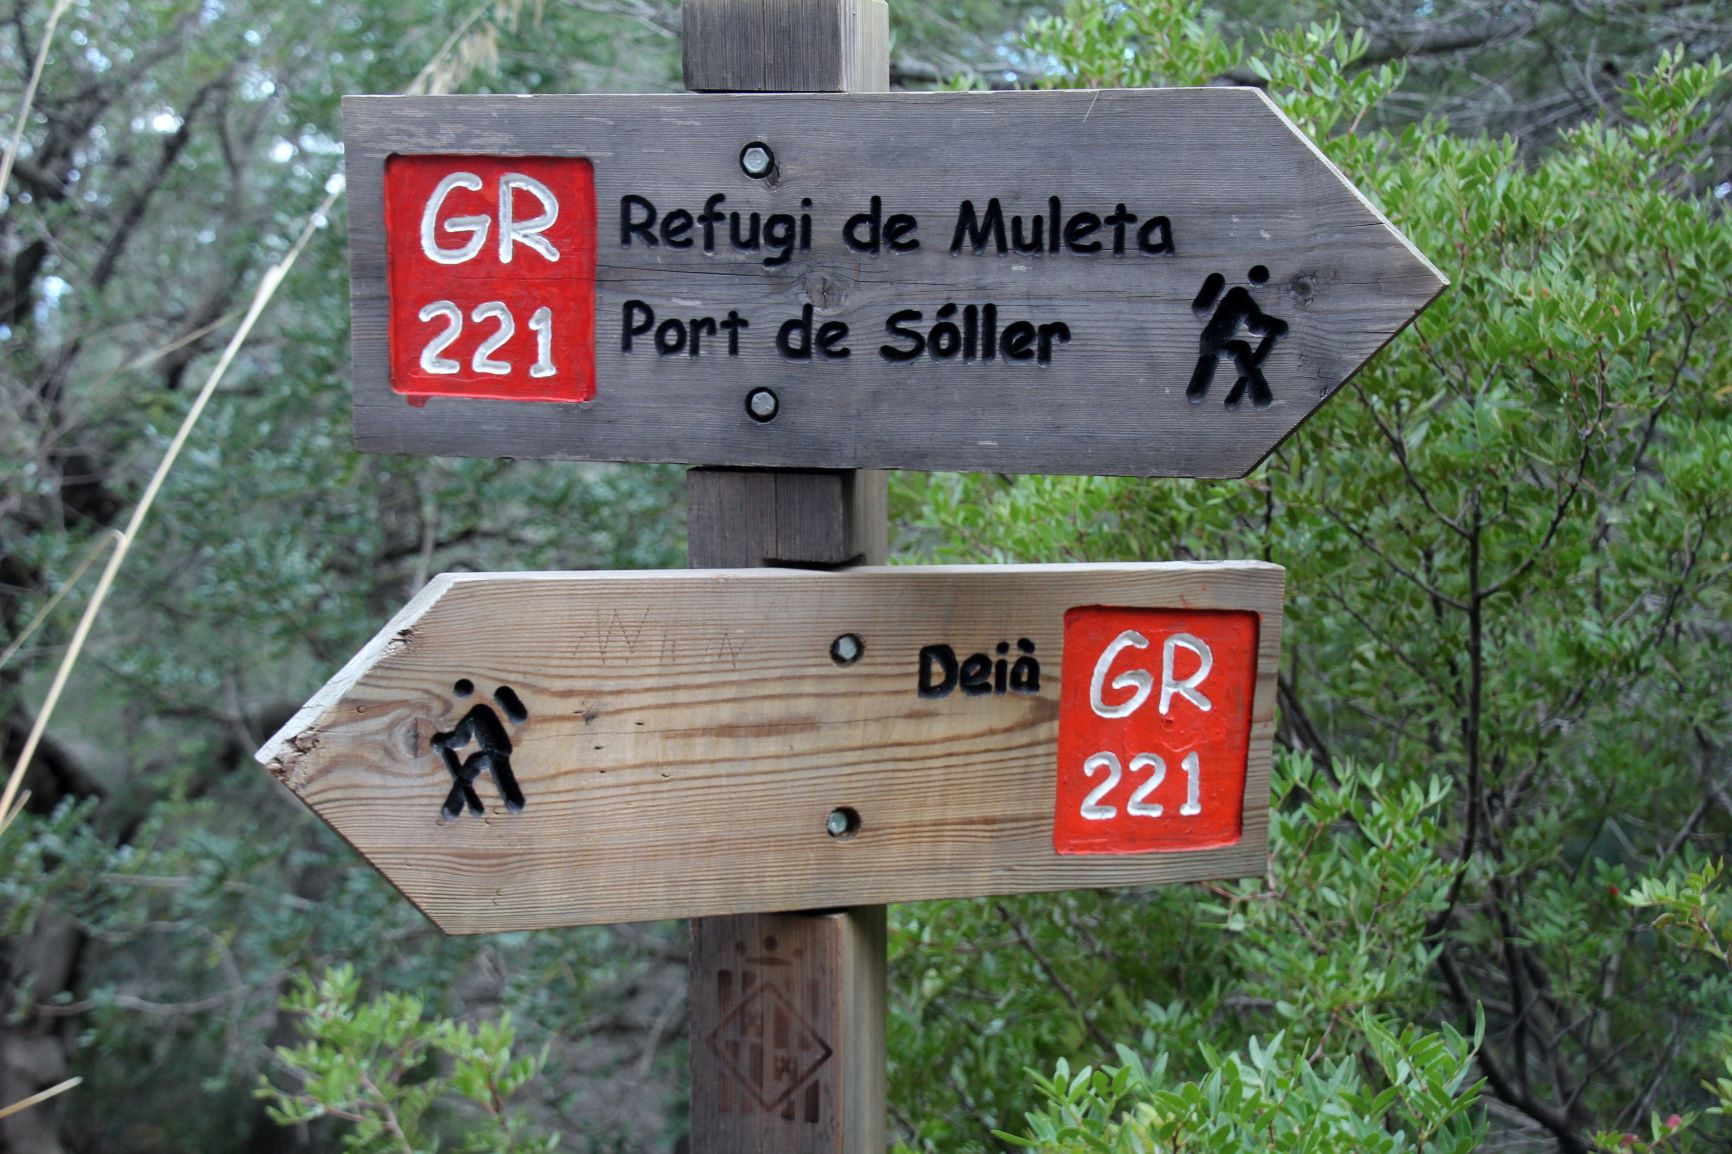 GR
221
Refugi de Muleta
Port de Sóller
Deià
GR
221